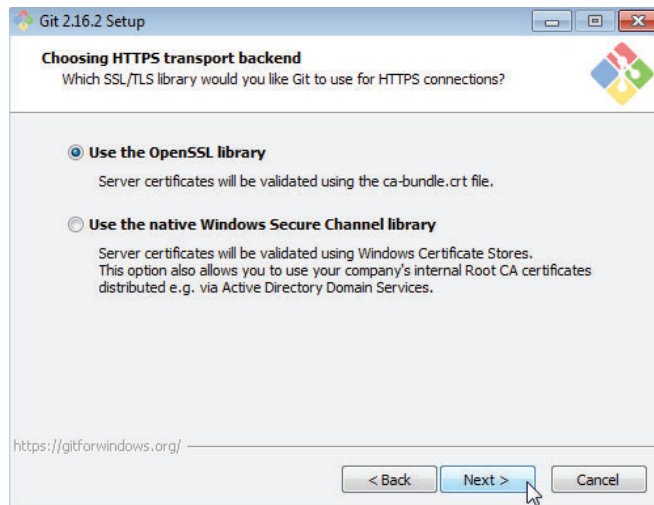 Git 2.16.2 Setup
Choosing HTTPS transport backend
Which SSL/TLS library would you like Git to use for HTTPS connections?
Use the OpenSSL library
Server certificates will be validated using the ca-bundle.crt file.
Use the native Windows Secure Channel library
Server certificates will be validated using Windows Certificate Stores.
This option also allows you to use your company's internal Root CA certificates
distributed e.g. via Active Directory Domain Services.
https://gitforwindows.org/
< Back Next > Cancel